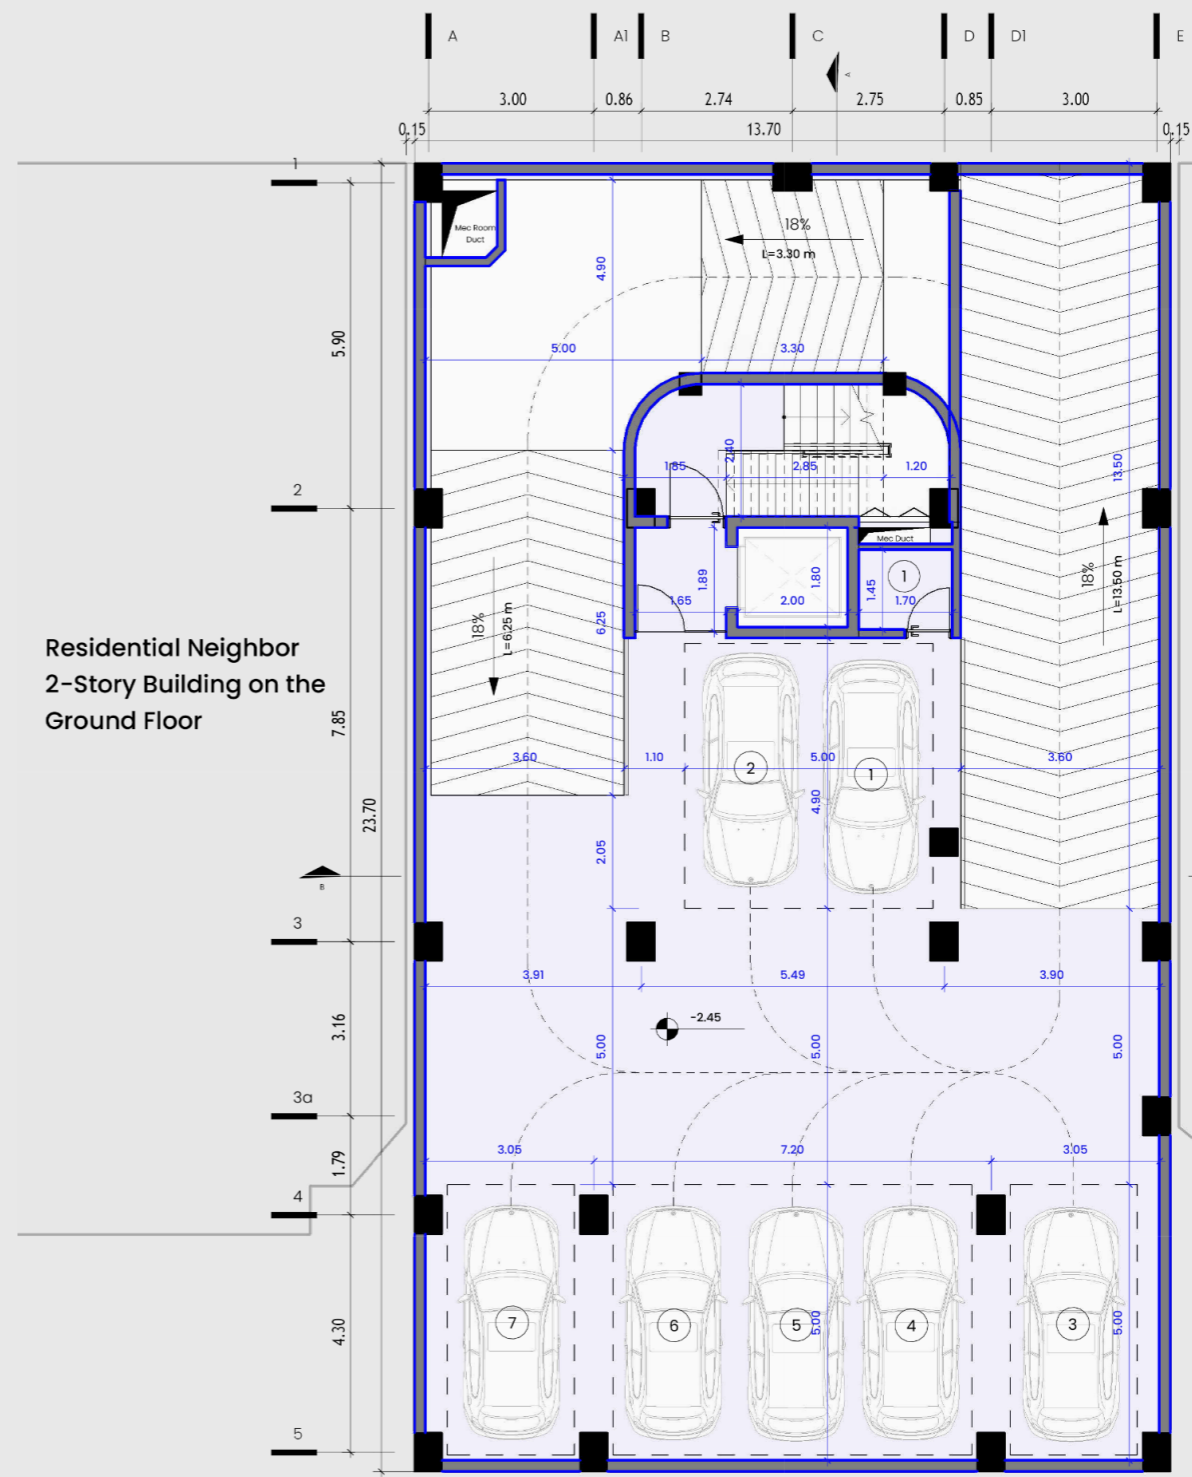 A A1 B C D D1 E
A
3.00 0.86 2.74 2.75 0.85 3.00
0.15 13.70 0.15
1
Mec Room
Duct
18%
L=3.30 m
4.90
5.90
5.00 3.30
2.40
1.85 2.85 1.20
13.50
2
Mec Duct
1
1.89 1.80 1.45
1.65 2.00 1.70
18%
L=13.50 m
18%
L=6.25 m
6.25
Residential Neighbor
2-Story Building on the
Ground Floor
7.85
3.60 1.10 5.00 3.60
2 1
4.90
23.70
2.05
B
3
3.91 5.49 3.90
-2.45
3.16
5.00 5.00 5.00
3a
3.05 7.20 3.05
1.79
4
7 6 5 4 3
5.00 5.00
4.30
5